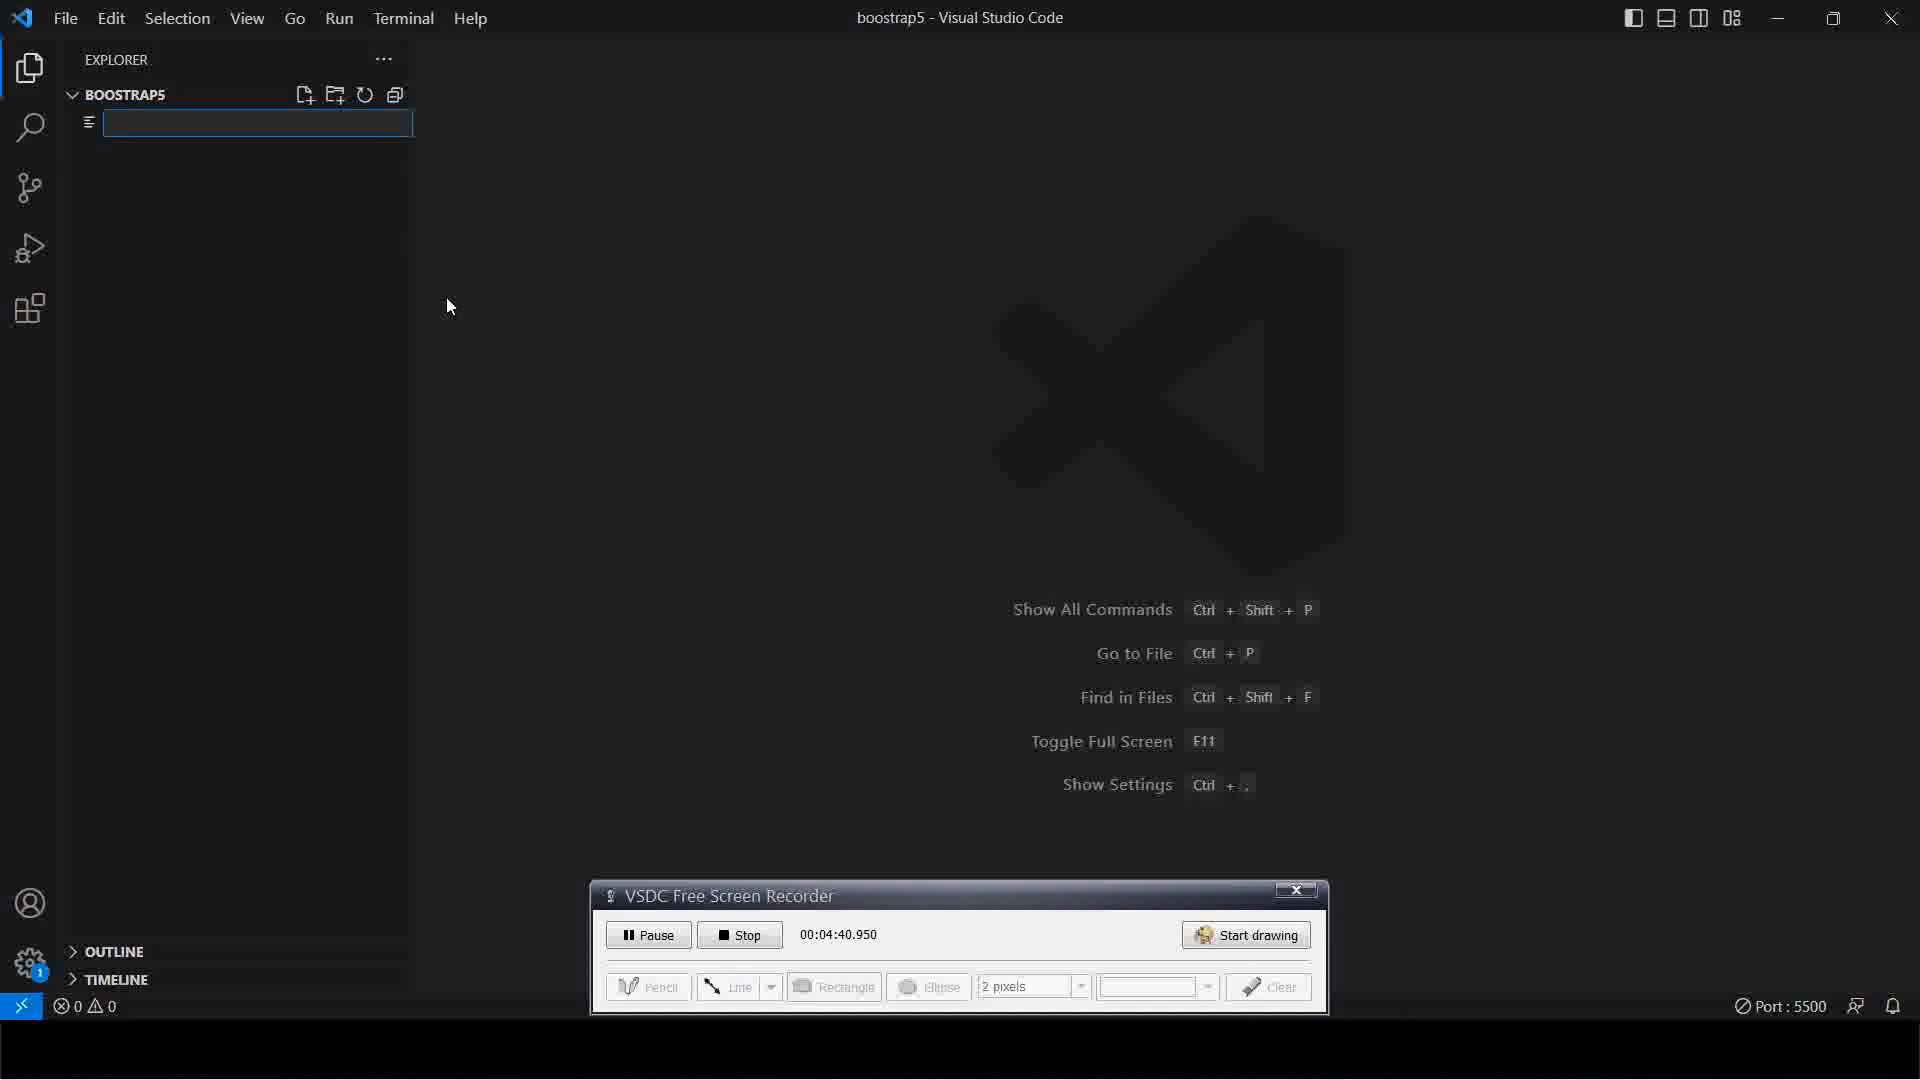 File Edit Selection View Go Run Terminal Help
boostrap5 - Visual Studio Code
EXPLORER
BOOSTRAP5
Show All Commands Ctrl + Shift + P
Go to File Ctrl + P
Find in Files Ctrl + Shift + F
Toggle Full Screen F11
Show Settings Ctrl + ,
VSDC Free Screen Recorder
Pause Stop 00:04:40.950 Start drawing
Pencil Line Rectangle Ellipse 2 pixels Clear
OUTLINE
1
TIMELINE
0 0
Port : 5500